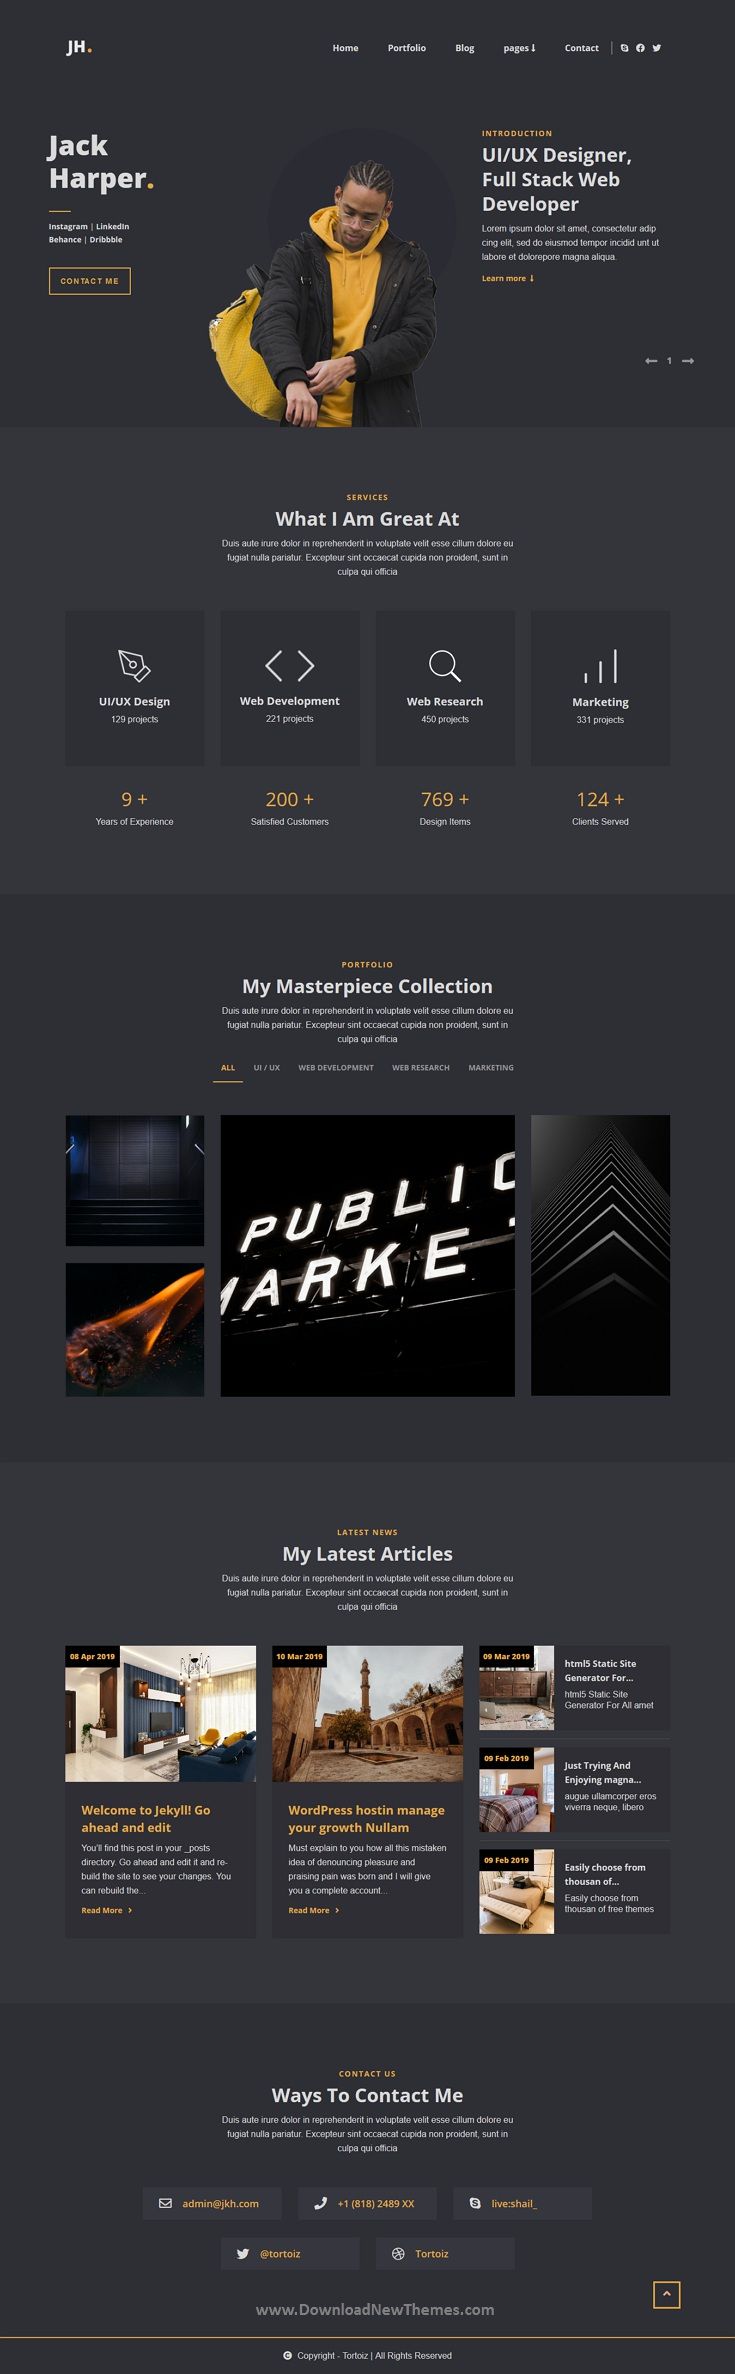 JH.
Home Portfolio Blog pages Contact
Jack
Harper.
Instagram | LinkedIn
Behance | Dribbble
CONTACT ME
INTRODUCTION
UI/UX Designer,
Full Stack Web
Developer
Lorem ipsum dolor sit amet, consectetur adip
cing elit, sed do eiusmod tempor incidid unt ut
labore et dolorepore magna aliqua.
Learn more
1
SERVICES
What I Am Great At
Duis aute irure dolor in reprehenderit in voluptate velit esse cillum dolore eu
fugiat nulla pariatur. Excepteur sint occaecat cupida non proident, sunt in
culpa qui officia
UI/UX Design
129 projects
Web Development
221 projects
Web Research
450 projects
Marketing
331 projects
9 +
Years of Experience
200 +
Satisfied Customers
769 +
Design Items
124 +
Clients Served
PORTFOLIO
My Masterpiece Collection
Duis aute irure dolor in reprehenderit in voluptate velit esse cillum dolore eu
fugiat nulla pariatur. Excepteur sint occaecat cupida non proident, sunt in
culpa qui officia
ALL UI / UX WEB DEVELOPMENT WEB RESEARCH MARKETING
PUBLIC
MARKE
LATEST NEWS
My Latest Articles
Duis aute irure dolor in reprehenderit in voluptate velit esse cillum dolore eu
fugiat nulla pariatur. Excepteur sint occaecat cupida non proident, sunt in
culpa qui officia
08 Apr 2019
Welcome to Jekyll! Go
ahead and edit
You'll find this post in your _posts
directory. Go ahead and edit it and re-
build the site to see your changes. You
can rebuild the...
Read More
10 Mar 2019
WordPress hostin manage
your growth Nullam
Must explain to you how all this mistaken
idea of denouncing pleasure and
praising pain was born and I will give
you a complete account...
Read More
09 Mar 2019
html5 Static Site
Generator For...
html5 Static Site
Generator For All amet
09 Feb 2019
Just Trying And
Enjoying magna...
augue ullamcorper eros
viverra neque, libero
09 Feb 2019
Easily choose from
thousan of...
Easily choose from
thousan of free themes
CONTACT US
Ways To Contact Me
Duis aute irure dolor in reprehenderit in voluptate velit esse cillum dolore eu
fugiat nulla pariatur. Excepteur sint occaecat cupida non proident, sunt in
culpa qui officia
admin@jkh.com
+1 (818) 2489 XX
live:shail_
@tortoiz
Tortoiz
www.DownloadNewThemes.com
© Copyright - Tortoiz | All Rights Reserved